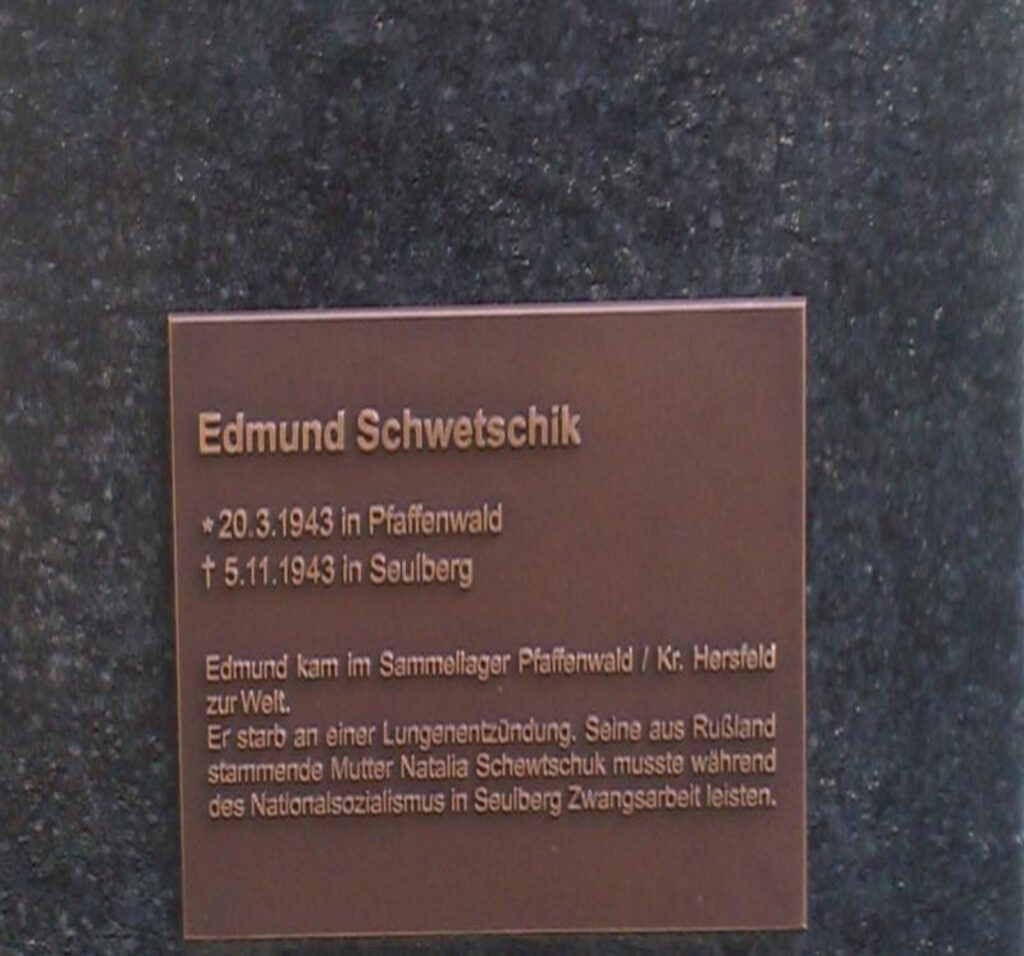 Edmund Schwetschik
* 20.3.1943 in Pfaffenwald
† 5.11.1943 in Seulberg
Edmund kam im Sammellager Pfaffenwald / Kr. Hersfeld
zur Welt.
Er starb an einer Lungenentzündung. Seine aus Rußland
stammende Mutter Natalia Schewtschuk musste während
des Nationalsozialismus in Seulberg Zwangsarbeit leisten.